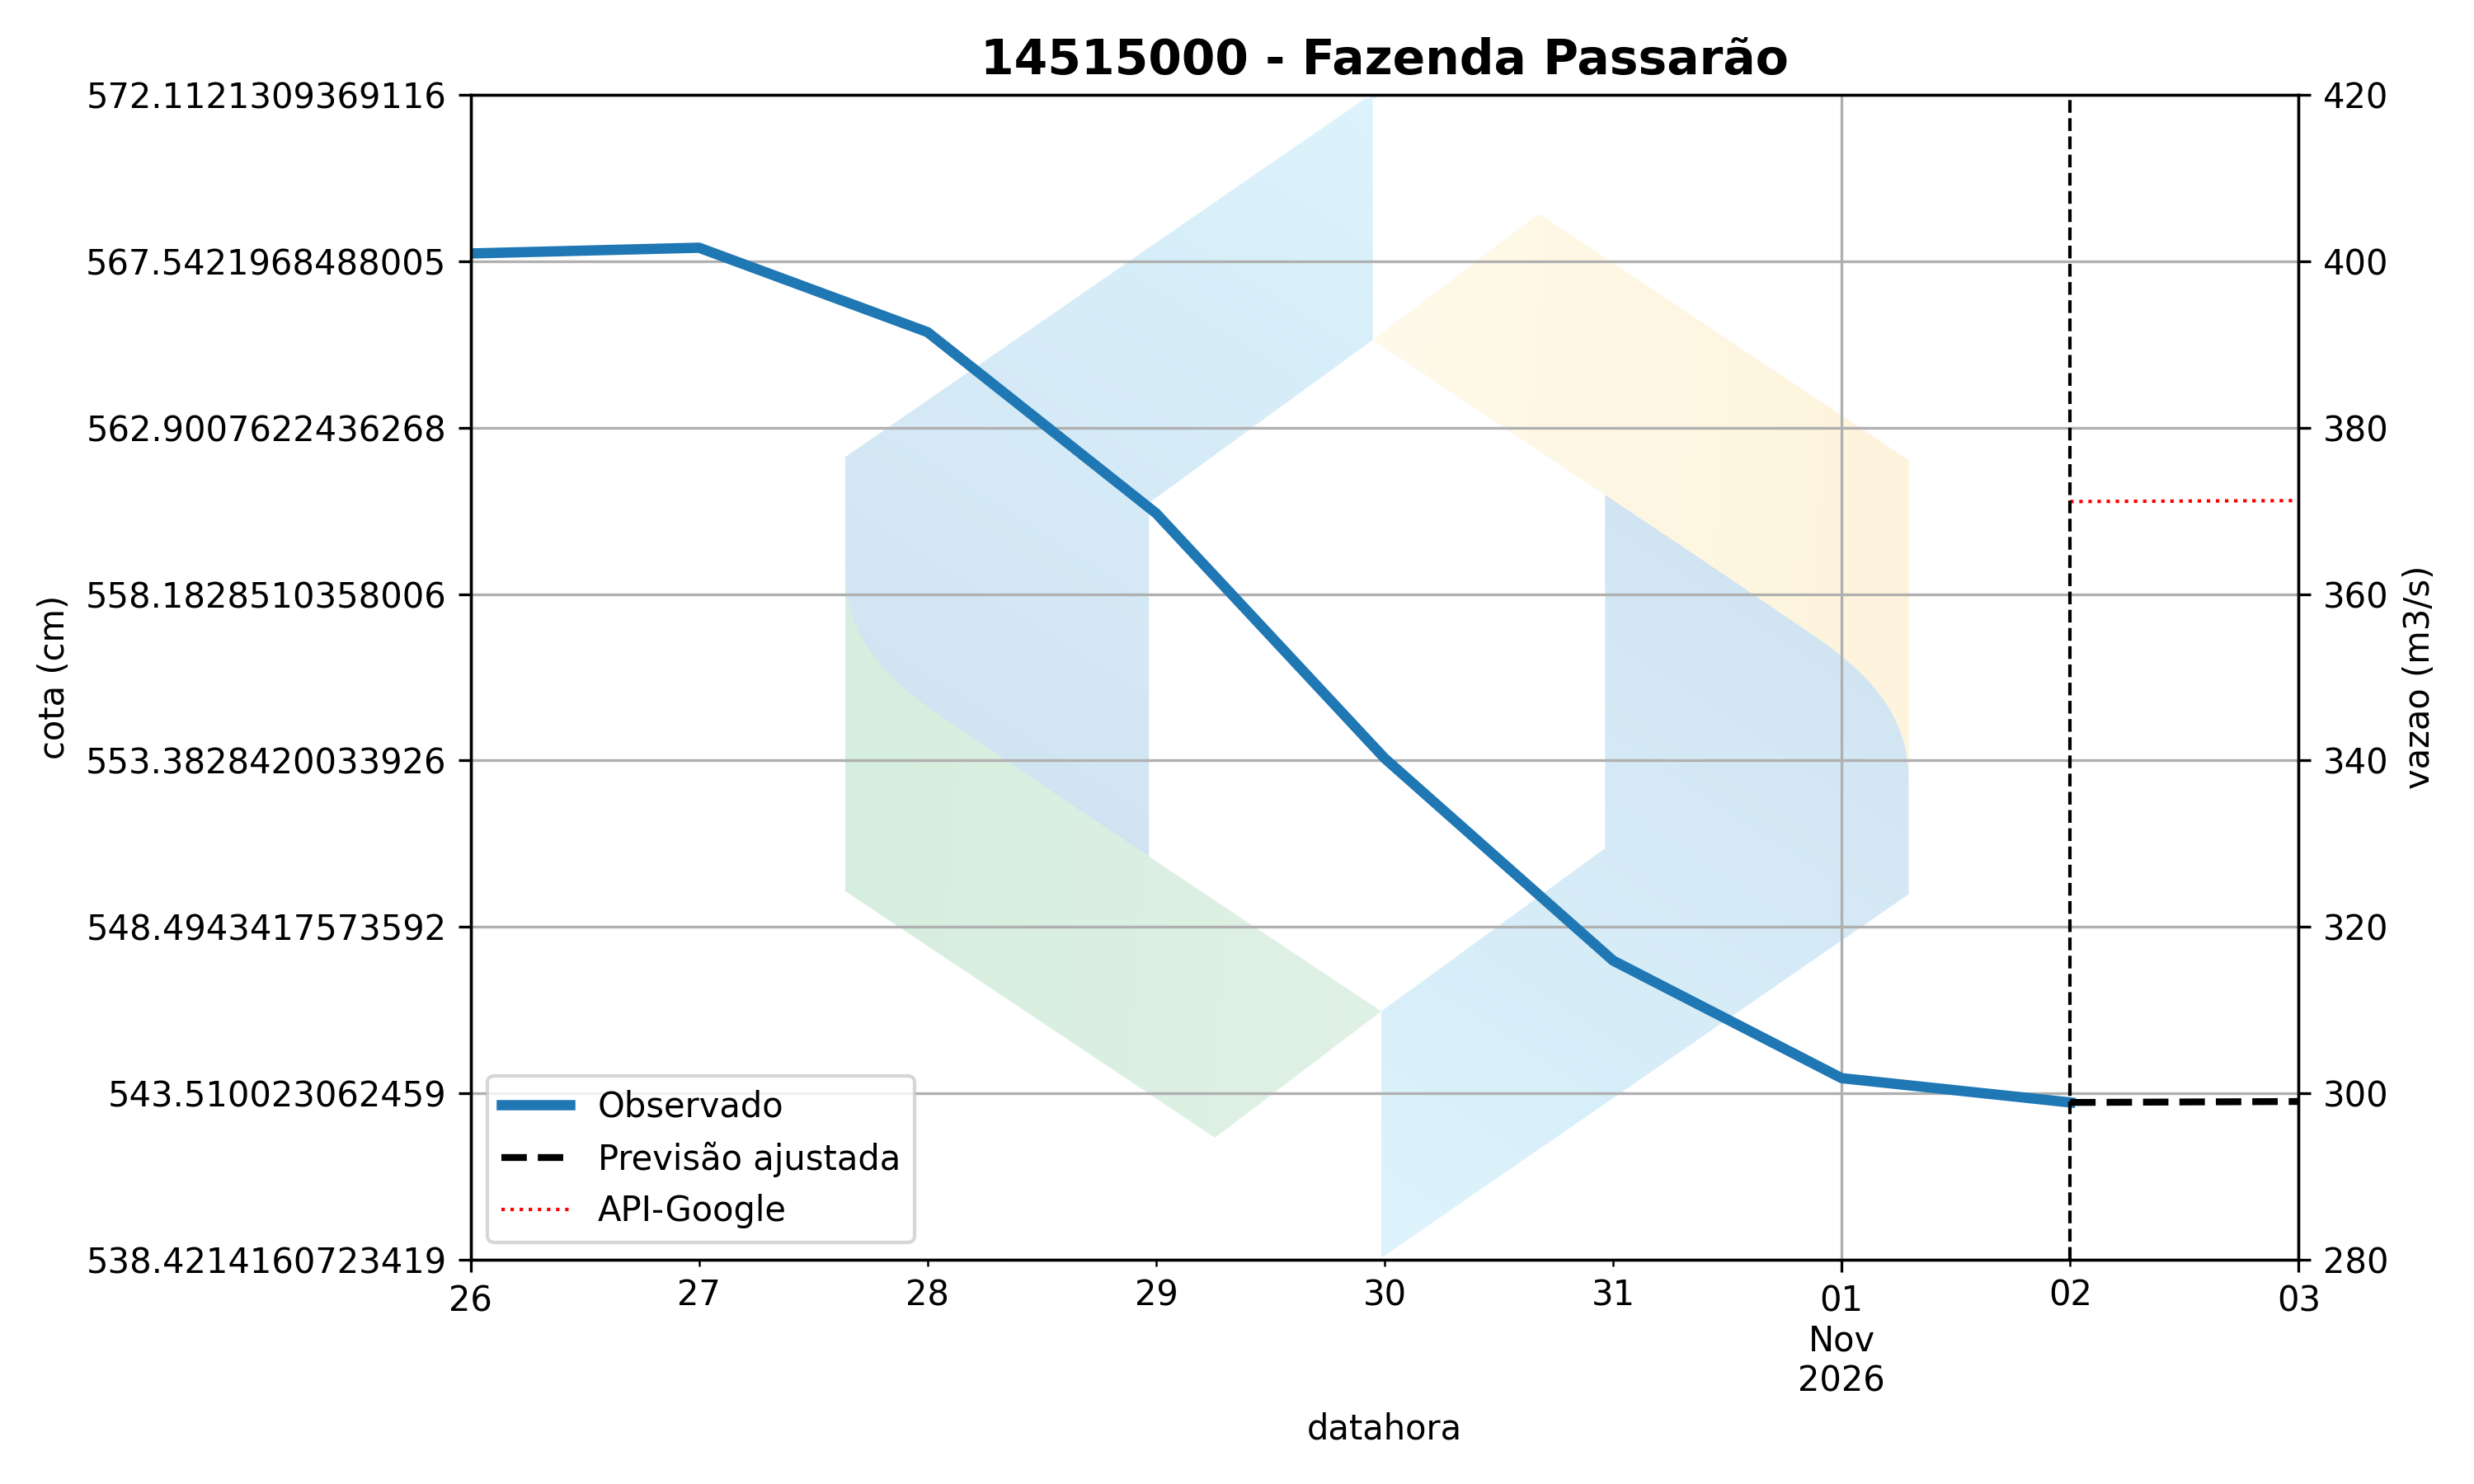 14515000 - Fazenda Passarão
572.1121309369116
567.5421968488005
562.9007622436268
558.1828510358006
553.3828420033926
548.4943417573592
543.510023062459
538.4214160723419
cota (cm)
420
400
380
360
340
320
300
280
vazao (m3/s)
Observado
Previsão ajustada
API-Google
26 27 28 29 30 31 01 02 03
Nov
2026
datahora